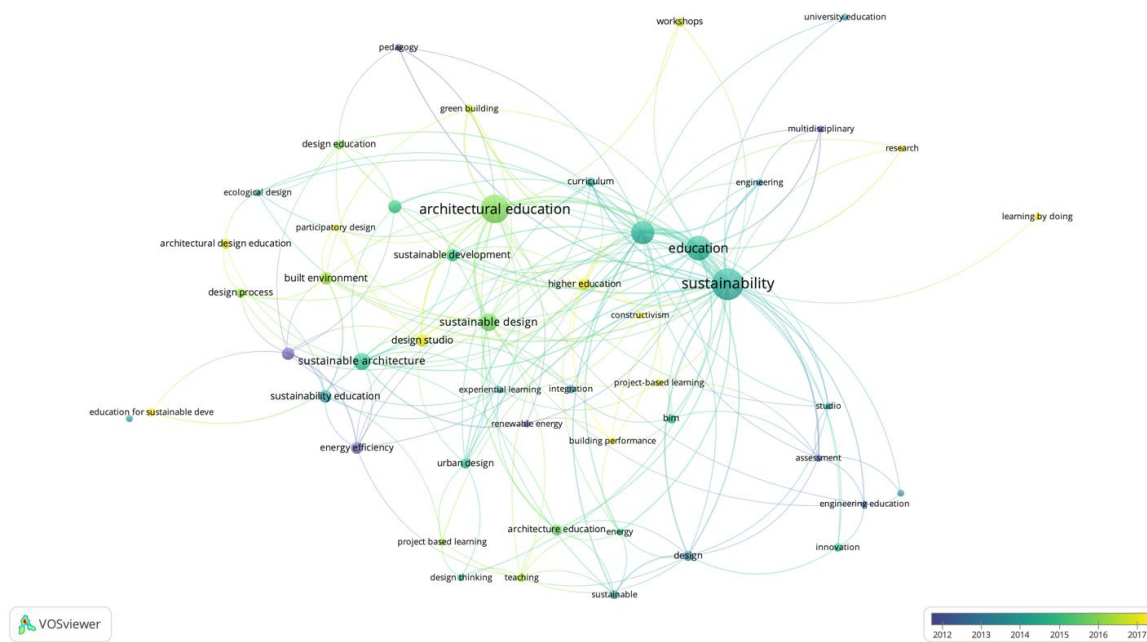 workshops
university education
pedagogy
green building
multidisciplinary
design education
research
curriculum
engineering
ecological design
architectural education
learning by doing
participatory design
architectural design education
education
sustainable development
built environment
higher education
sustainability
design process
constructivism
sustainable design
design studio
sustainable architecture
project-based learning
experiential learning
integration
sustainability education
studio
education for sustainable deve
bim
renewable energy
building performance
energy efficiency
assessment
urban design
engineering education
architecture education
energy
project based learning
innovation
design
design thinking
teaching
sustainable
VOSviewer
2012 2013 2014 2015 2016 2017